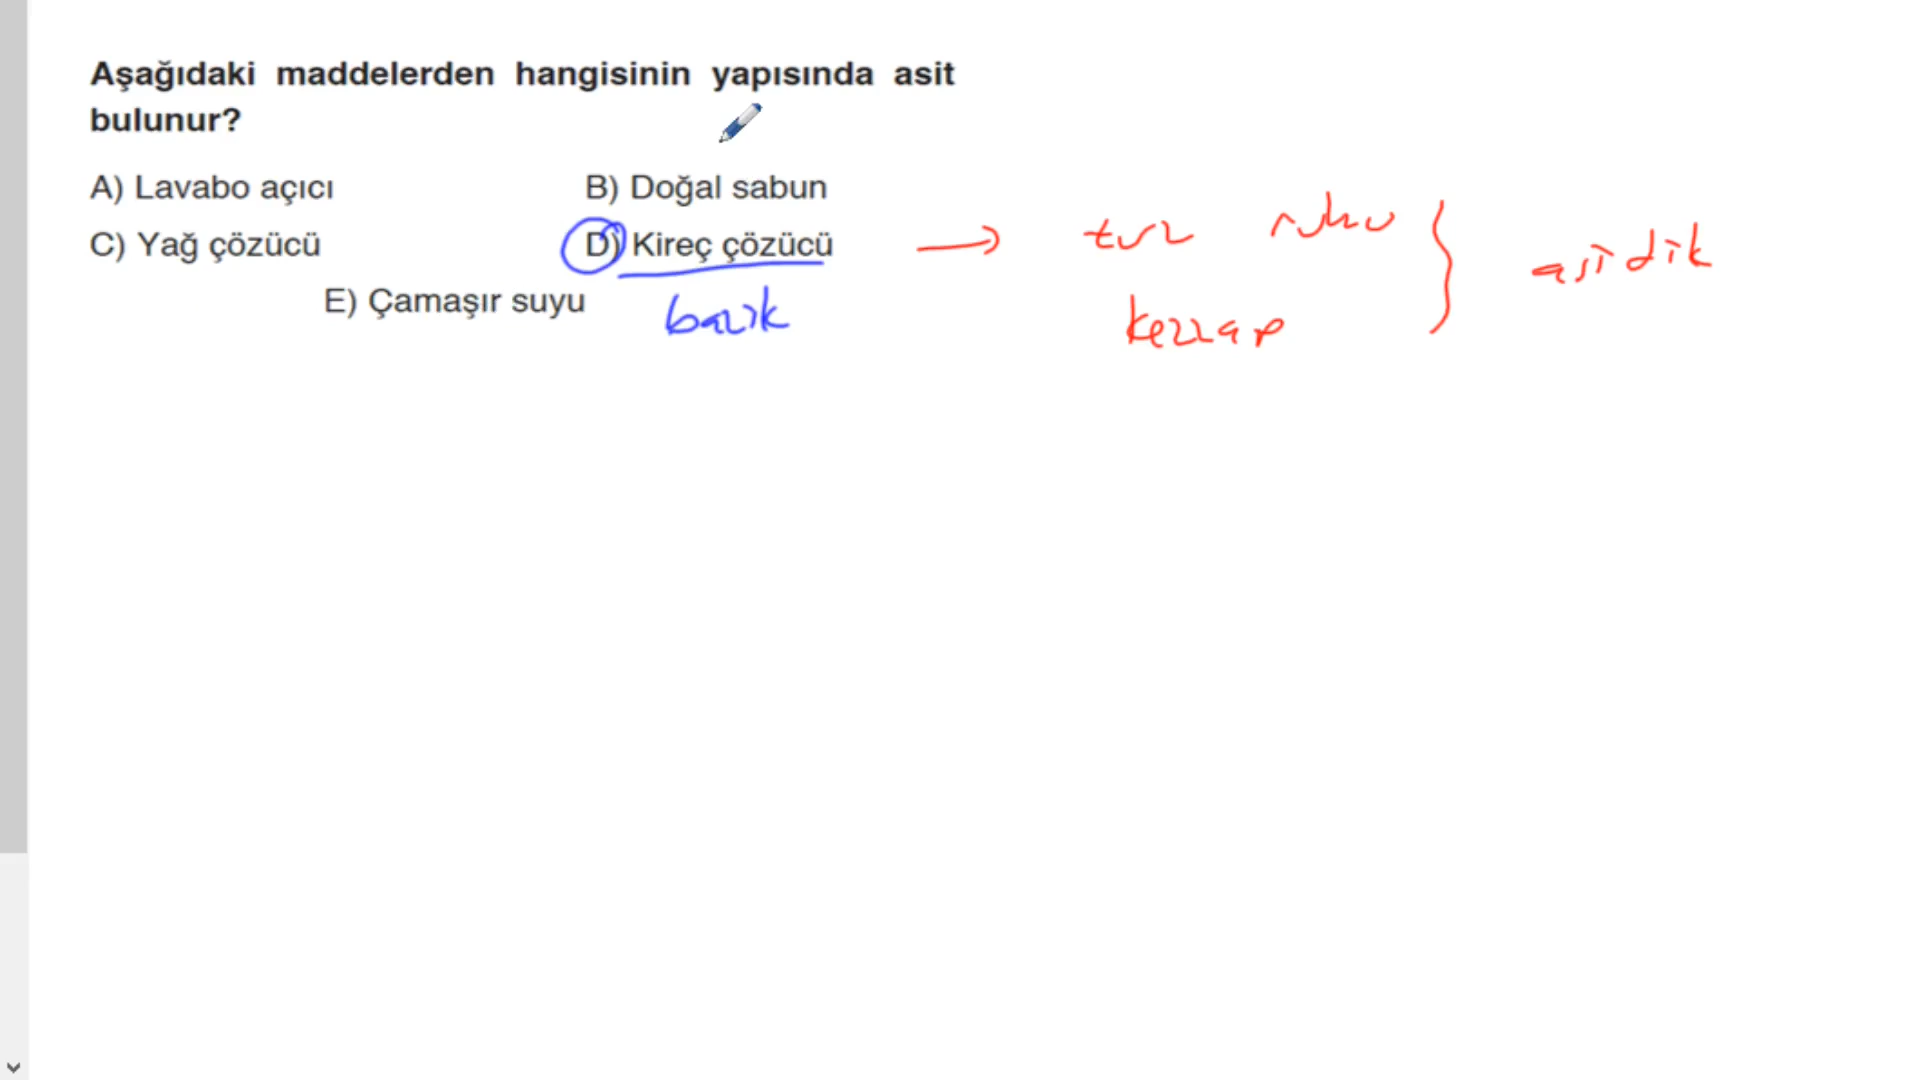 Aşağıdaki maddelerden hangisinin yapısında asit
bulunur?
A) Lavabo açıcı B) Doğal sabun
C) Yağ çözücü D) Kireç çözücü → tuz ruhu } asidik
E) Çamaşır suyu bazik kezzap